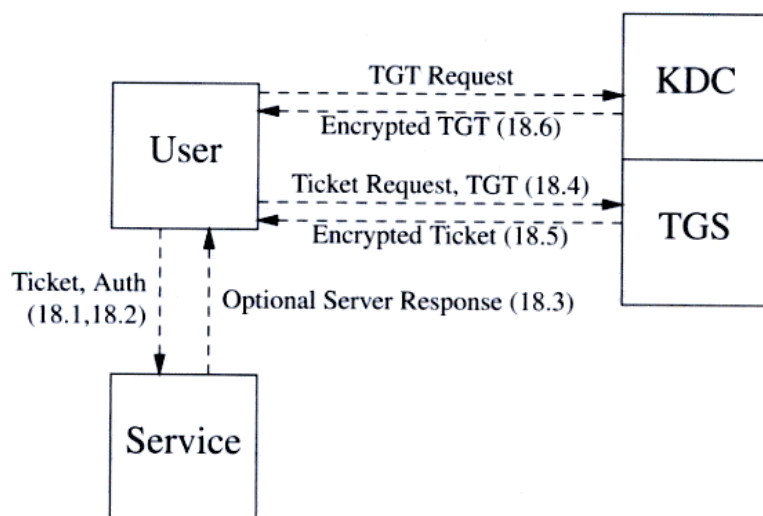 TGT Request
KDC
User
Encrypted TGT (18.6)
Ticket Request, TGT (18.4)
TGS
Encrypted Ticket (18.5)
Ticket, Auth
(18.1,18.2)
Optional Server Response (18.3)
Service